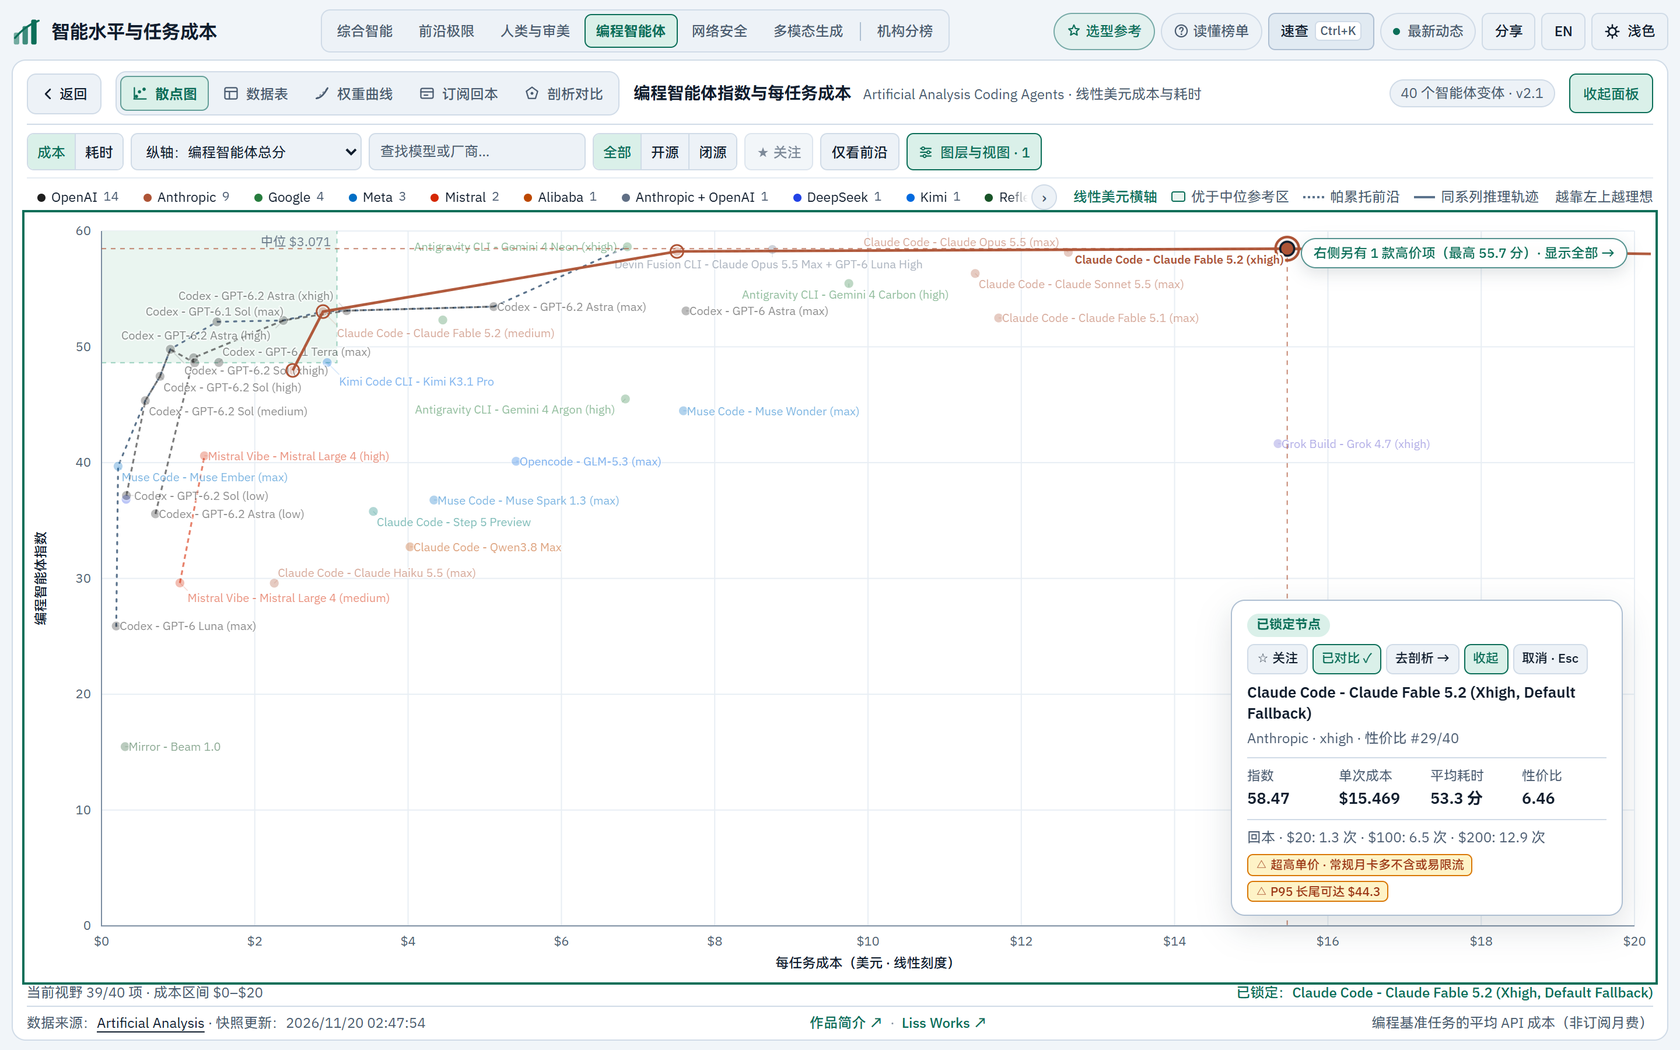 智能水平与任务成本
综合智能 前沿极限 人类与审美 编程智能体 网络安全 多模态生成 机构分榜
☆ 选型参考 读懂榜单 速查 Ctrl+K 最新动态 分享 EN 浅色
返回 散点图 数据表 权重曲线 订阅回本 剖析对比 编程智能体指数与每任务成本 Artificial Analysis Coding Agents · 线性美元成本与耗时 40 个智能体变体 · v2.1 收起面板
成本 耗时 纵轴：编程智能体总分 查找模型或厂商... 全部 开源 闭源 ★ 关注 仅看前沿 图层与视图 · 1
OpenAI 14 Anthropic 9 Google 4 Meta 3 Mistral 2 Alibaba 1 Anthropic + OpenAI 1 DeepSeek 1 Kimi 1 › 线性美元横轴 优于中位参考区 帕累托前沿 同系列推理轨迹 越靠左上越理想
60
中位 $3.071
Antigravity CLI - Gemini 4 Neon (xhigh)
Claude Code - Claude Opus 5.5 (max)
Claude Code - Claude Fable 5.2 (xhigh)
右侧另有 1 款高价项（最高 55.7 分）· 显示全部 →
Devin Fusion CLI - Claude Opus 5.5 Max + GPT-6 Luna High
Claude Code - Claude Sonnet 5.5 (max)
Codex - GPT-6.2 Astra (xhigh)
Antigravity CLI - Gemini 4 Carbon (high)
Codex - GPT-6.1 Sol (max)
Codex - GPT-6.2 Astra (max)
Codex - GPT-6 Astra (max)
Claude Code - Claude Fable 5.1 (max)
Codex - GPT-6.2 Astra (high)
Claude Code - Claude Fable 5.2 (medium)
50
Codex - GPT-6.1 Terra (max)
Codex - GPT-6.2 Sol (xhigh)
Kimi Code CLI - Kimi K3.1 Pro
Codex - GPT-6.2 Sol (high)
Codex - GPT-6.2 Sol (medium)
Antigravity CLI - Gemini 4 Argon (high)
Muse Code - Muse Wonder (max)
Grok Build - Grok 4.7 (xhigh)
Mistral Vibe - Mistral Large 4 (high)
40
Opencode - GLM-5.3 (max)
Muse Code - Muse Ember (max)
Codex - GPT-6.2 Sol (low)
Muse Code - Muse Spark 1.3 (max)
Codex - GPT-6.2 Astra (low)
Claude Code - Step 5 Preview
Claude Code - Qwen3.8 Max
Claude Code - Claude Haiku 5.5 (max)
30
Mistral Vibe - Mistral Large 4 (medium)
Codex - GPT-6 Luna (max)
编程智能体指数
20
Mirror - Beam 1.0
10
0
$0 $2 $4 $6 $8 $10 $12 $14 $16 $18 $20
每任务成本（美元 · 线性刻度）
已锁定节点
☆ 关注 已对比 ✓ 去剖析 → 收起 取消 · Esc
Claude Code - Claude Fable 5.2 (Xhigh, Default
Fallback)
Anthropic · xhigh · 性价比 #29/40
指数 单次成本 平均耗时 性价比
58.47 $15.469 53.3 分 6.46
回本 · $20: 1.3 次 · $100: 6.5 次 · $200: 12.9 次
△ 超高单价 · 常规月卡多不含或易限流
△ P95 长尾可达 $44.3
当前视野 39/40 项 · 成本区间 $0–$20
已锁定：Claude Code - Claude Fable 5.2 (Xhigh, Default Fallback)
数据来源：Artificial Analysis · 快照更新：2026/11/20 02:47:54
作品简介 ↗ · Liss Works ↗
编程基准任务的平均 API 成本（非订阅月费）